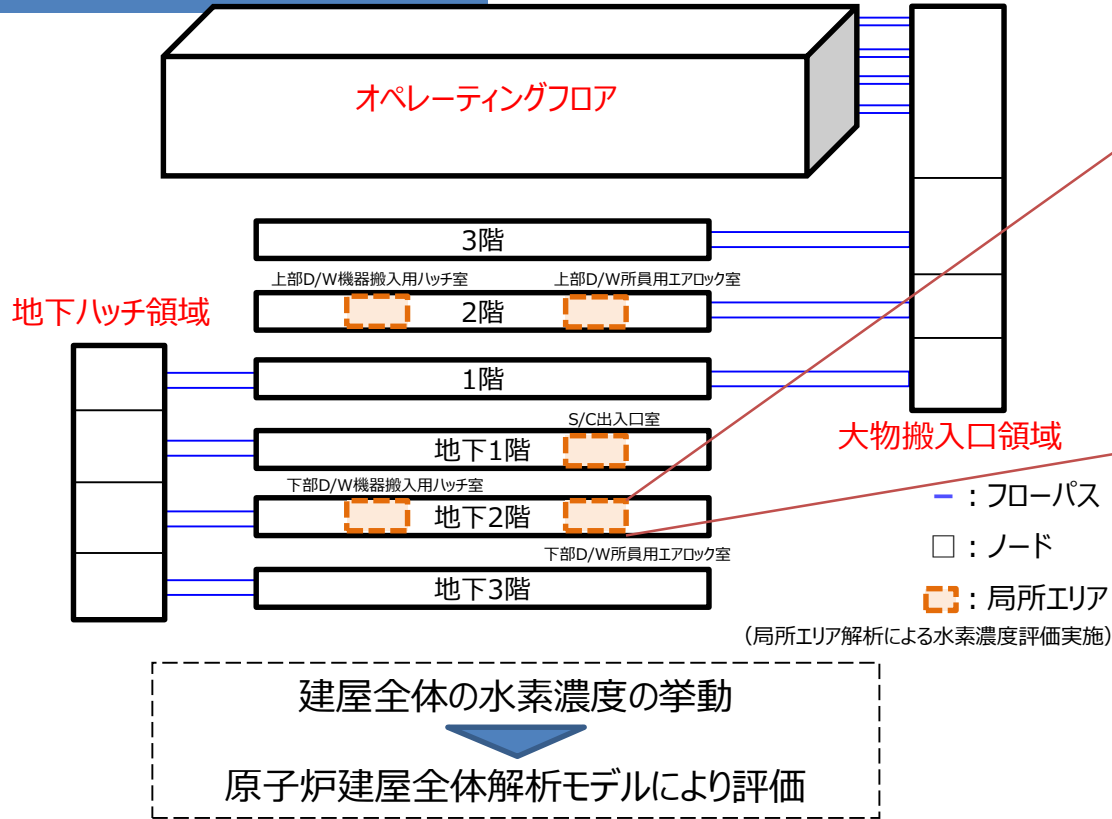 オペレーティングフロア
3階
上部D/W機器搬入用ハッチ室
上部D/W所員用エアロック室
2階
地下ハッチ領域
1階
S/C出入口室
地下1階
大物搬入口領域
下部D/W機器搬入用ハッチ室
地下2階
下部D/W所員用エアロック室
地下3階
：フローパス
：ノード
：局所エリア
（局所エリア解析による水素濃度評価実施）
建屋全体の水素濃度の挙動
原子炉建屋全体解析モデルにより評価